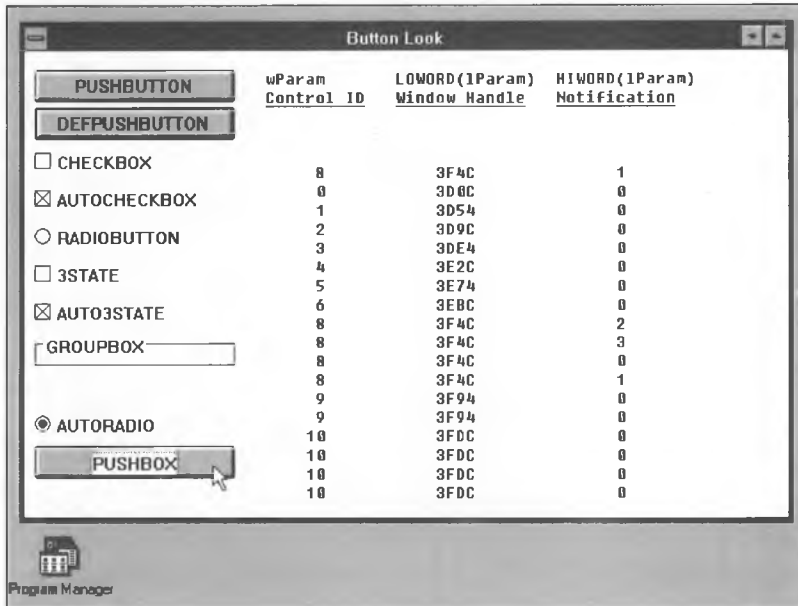 Button Look
PUSHBUTTON
DEFPUSHBUTTON
CHECKBOX
AUTOCHECKBOX
RADIOBUTTON
3STATE
AUTO3STATE
GROUPBOX
AUTORADIO
PUSHBOX
wParam LOWORD(lParam) HIWORD(lParam)
Control ID Window Handle Notification
8 3F4C 1
0 3D0C 0
1 3D54 0
2 3D9C 0
3 3DE4 0
4 3E2C 0
5 3E74 0
6 3EBC 0
8 3F4C 2
8 3F4C 3
8 3F4C 0
8 3F4C 1
9 3F94 0
9 3F94 0
10 3FDC 0
10 3FDC 0
10 3FDC 0
10 3FDC 0
Program Manager